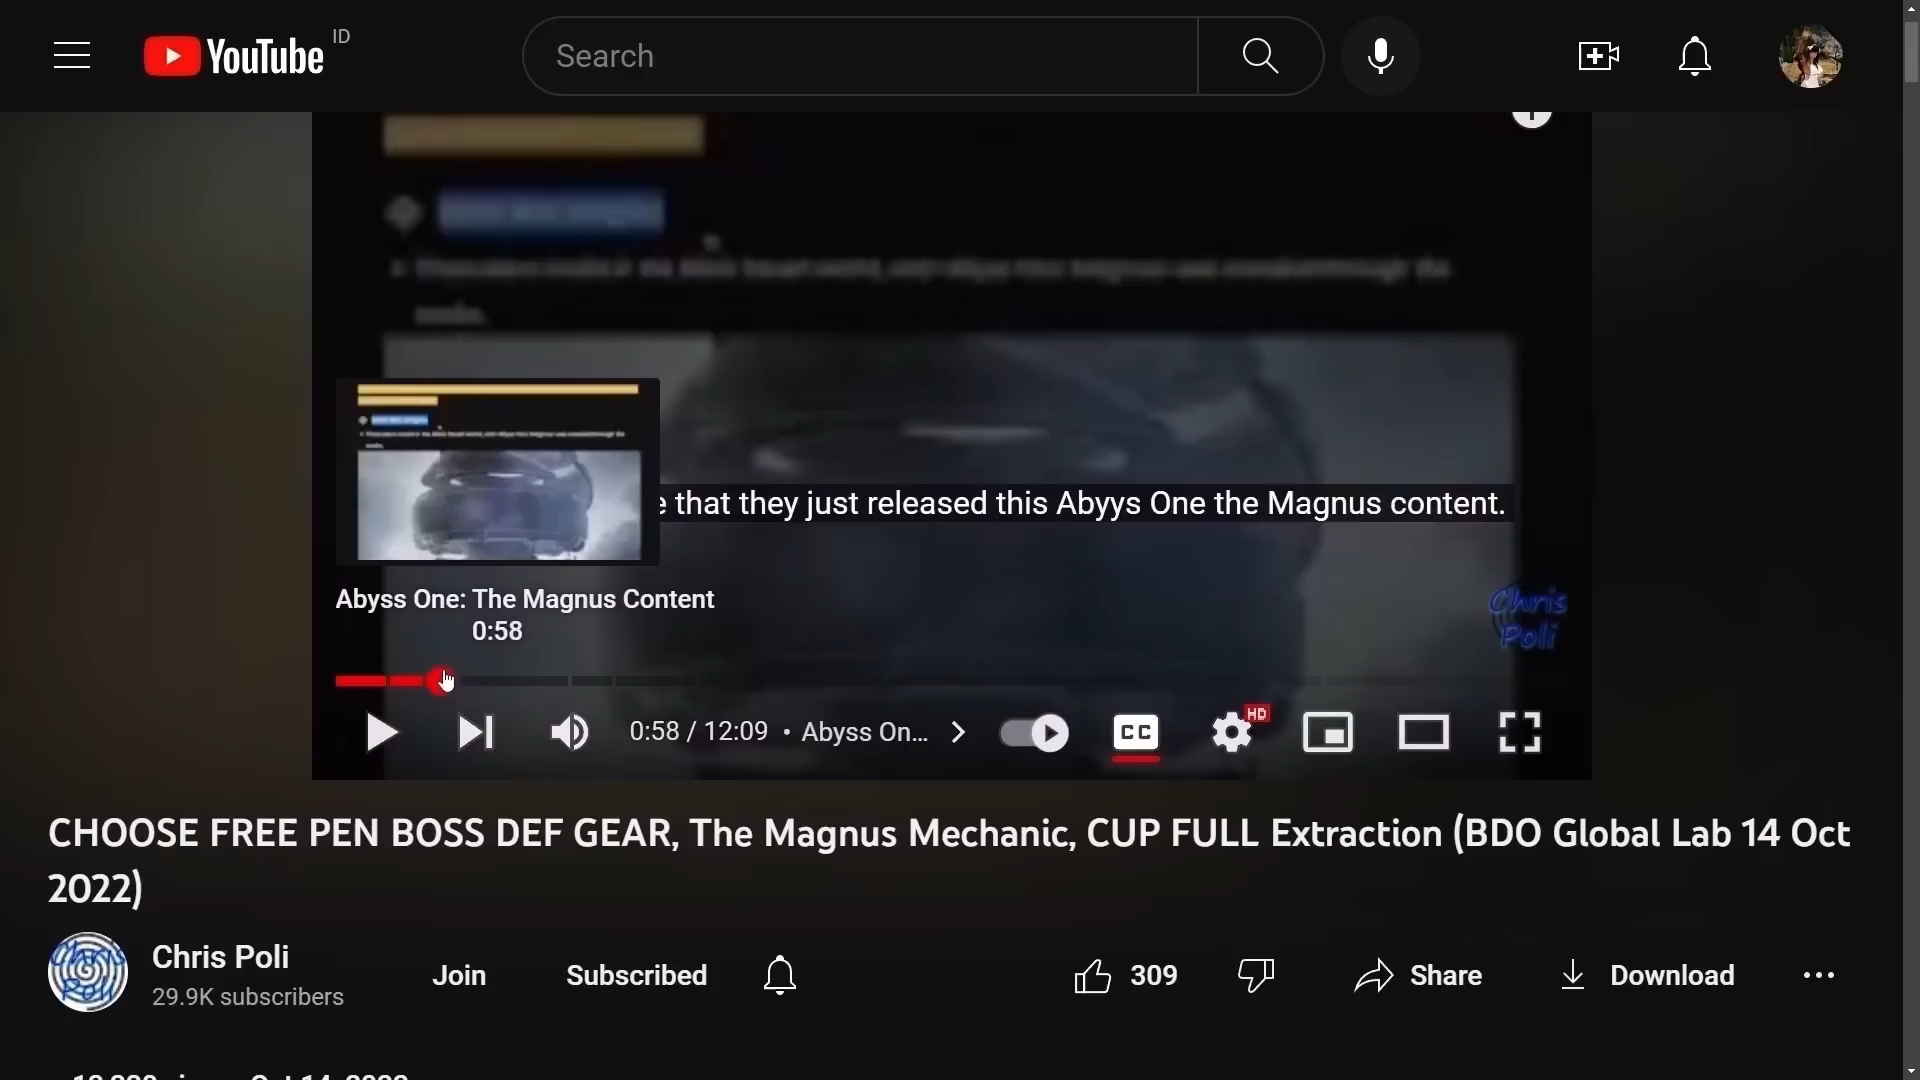 YouTube ID
Search
e that they just released this Abyys One the Magnus content.
Abyss One: The Magnus Content
0:58
Chris
Poli
0:58 / 12:09 • Abyss On...
CC
HD
CHOOSE FREE PEN BOSS DEF GEAR, The Magnus Mechanic, CUP FULL Extraction (BDO Global Lab 14 Oct
2022)
Chris Poli
Chris Poli
29.9K subscribers
Join
Subscribed
309
Share
Download